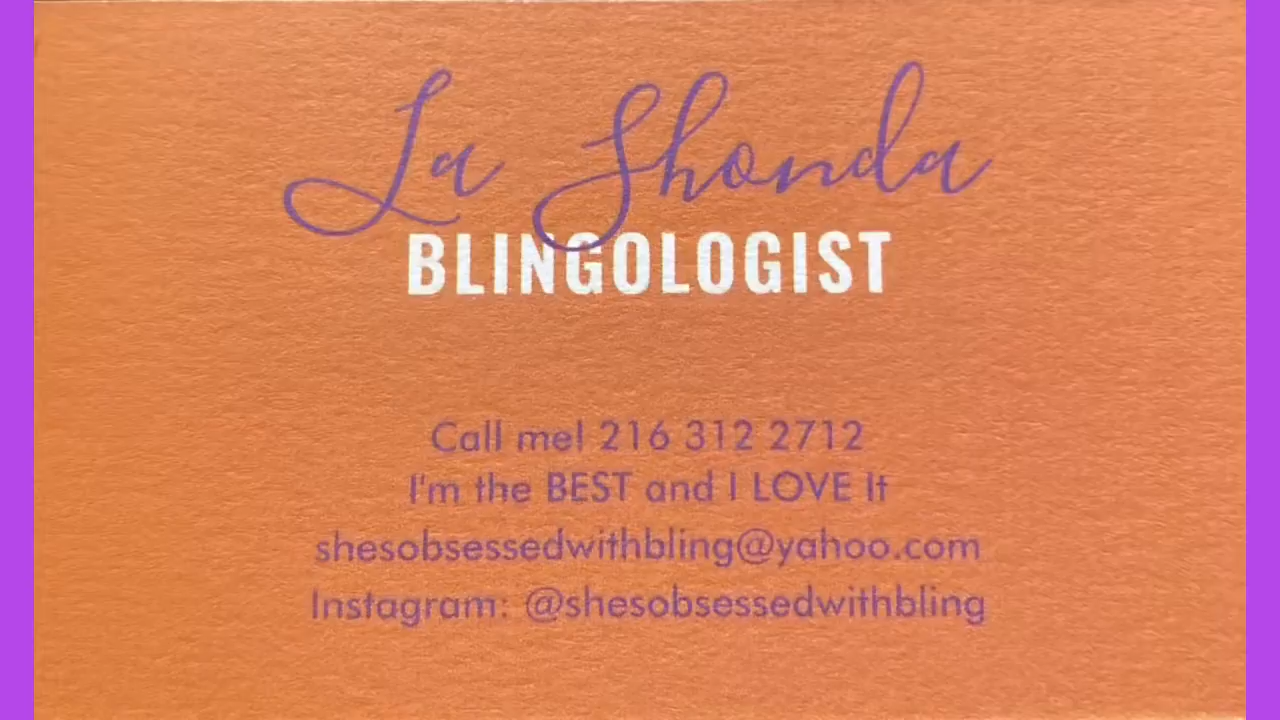 La Shonda
BLINGOLOGIST
Call me! 216 312 2712
I'm the BEST and I LOVE It
shesobsessedwithbling@yahoo.com
Instagram: @shesobsessedwithbling